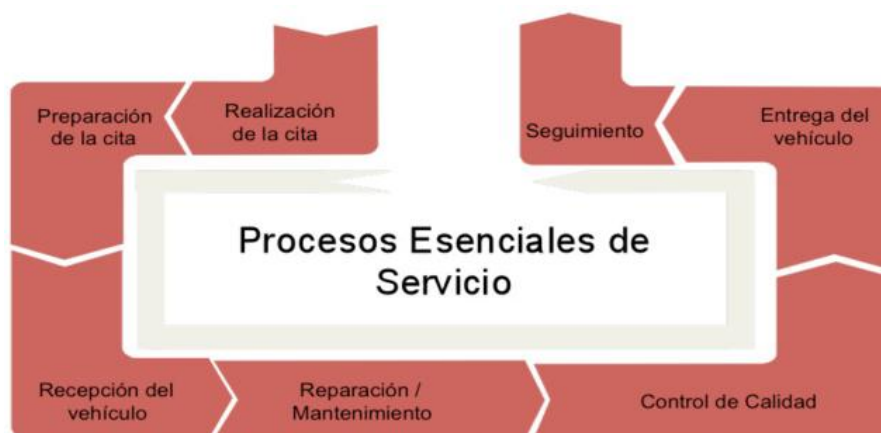 Preparación
de la cita
Realización
de la cita
Seguimiento
Entrega del
vehículo
Procesos Esenciales de
Servicio
Recepción del
vehículo
Reparación /
Mantenimiento
Control de Calidad